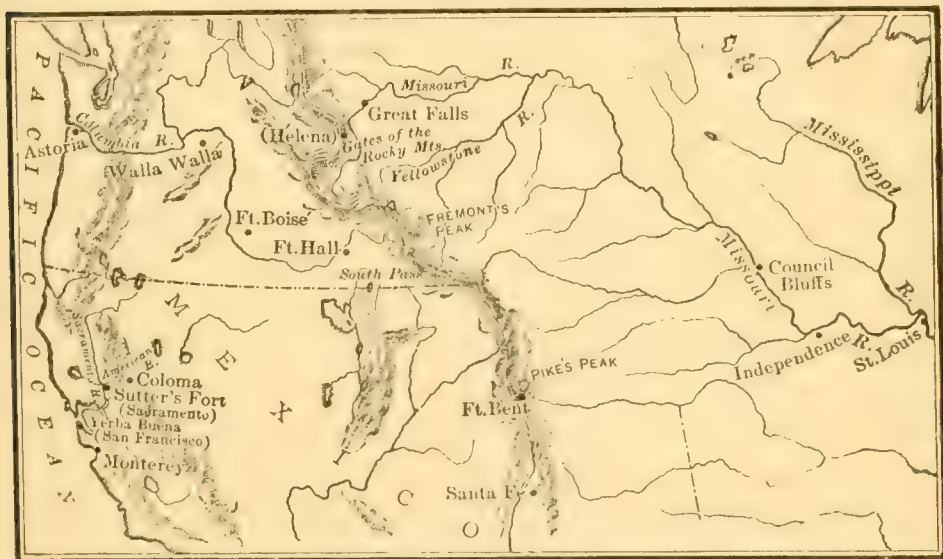 PACIFIC OCEAN
Astoria
Columbia R.
Walla Walla
(Helena)
Great Falls
Missouri R.
Gates of the
Rocky Mts.
Yellowstone R.
FREMONT'S
PEAK
Ft. Boise
Ft. Hall
South Pass
Mississippi R.
Missouri R.
Council
Bluffs
Independence
St. Louis
MEXICO
Sacramento R.
American R.
Coloma
Sutter's Fort
(Sacramento)
Yerba Buena
(San Francisco)
Monterey
PIKE'S PEAK
Ft. Bent
Santa Fe